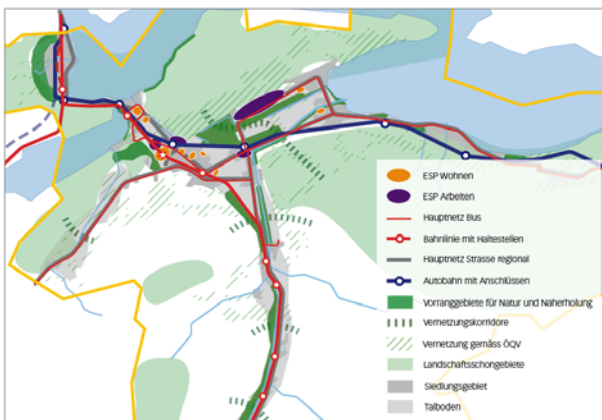 ESP Wohnen
ESP Arbeiten
Hauptnetz Bus
Bahnlinie mit Haltestellen
Hauptnetz Strasse regional
Autobahn mit Anschlüssen
Vorranggebiete für Natur und Naherholung
Vernetzungskorridore
Vernetzung gemäss ÖQV
Landschaftsschongebiete
Siedlungsgebiet
Talboden